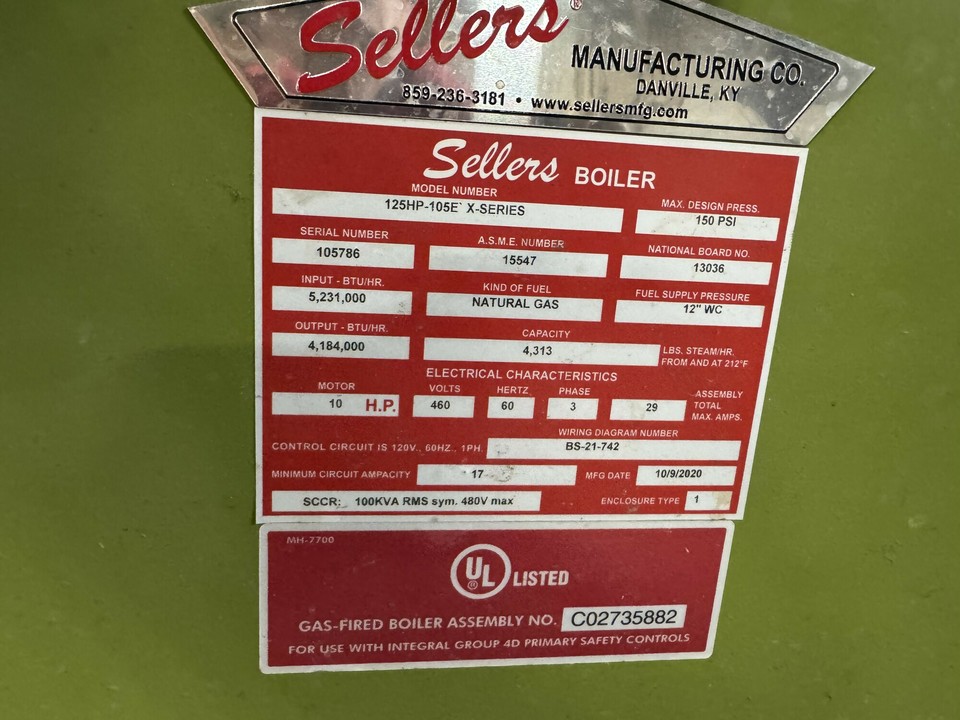 Sellers®
MANUFACTURING CO.
DANVILLE, KY
859-236-3181 • www.sellersmfg.com
Sellers BOILER
MODEL NUMBER
125HP-105E` X-SERIES
MAX. DESIGN PRESS.
150 PSI
SERIAL NUMBER
105786
A.S.M.E. NUMBER
15547
NATIONAL BOARD NO.
13036
INPUT - BTU/HR.
5,231,000
KIND OF FUEL
NATURAL GAS
FUEL SUPPLY PRESSURE
12" WC
OUTPUT - BTU/HR.
4,184,000
CAPACITY
4,313
LBS. STEAM/HR.
FROM AND AT 212°F
ELECTRICAL CHARACTERISTICS
MOTOR
10 H.P.
VOLTS
460
HERTZ
60
PHASE
3
29
ASSEMBLY
TOTAL
MAX. AMPS.
WIRING DIAGRAM NUMBER
CONTROL CIRCUIT IS 120V., 60HZ., 1PH. BS-21-742
MINIMUM CIRCUIT AMPACITY 17 MFG DATE 10/9/2020
SCCR: 100KVA RMS sym. 480V max ENCLOSURE TYPE 1
MH-7700
UL® LISTED
GAS-FIRED BOILER ASSEMBLY NO. C02735882
FOR USE WITH INTEGRAL GROUP 4D PRIMARY SAFETY CONTROLS